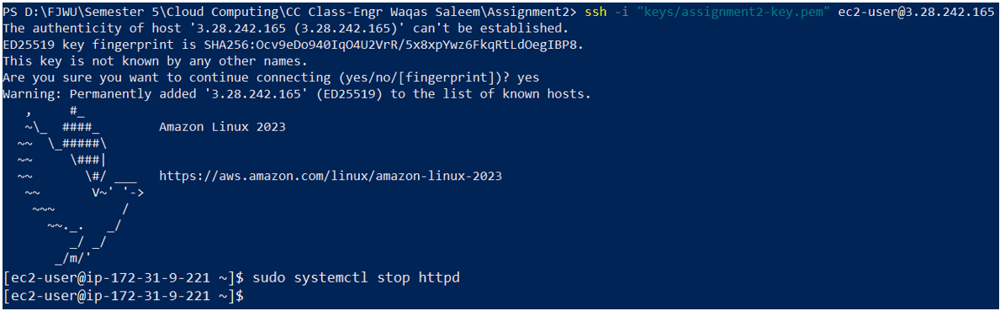 PS D:\FJWU\Semester 5\Cloud Computing\CC Class-Engr Waqas Saleem\Assignment2> ssh -i "keys/assignment2-key.pem" ec2-user@3.28.242.165
The authenticity of host '3.28.242.165 (3.28.242.165)' can't be established.
ED25519 key fingerprint is SHA256:Ocv9eDo940IqO4U2VrR/5x8xpYwz6FkqRtLdOegIBP8.
This key is not known by any other names.
Are you sure you want to continue connecting (yes/no/[fingerprint])? yes
Warning: Permanently added '3.28.242.165' (ED25519) to the list of known hosts.
   ,     #_
   ~\_  ####_        Amazon Linux 2023
  ~~  \_#####\
  ~~     \###|
  ~~       \#/ ___   https://aws.amazon.com/linux/amazon-linux-2023
   ~~       V~' '->
    ~~~         /
      ~~._.   _/
         _/ _/
       _/m/'
[ec2-user@ip-172-31-9-221 ~]$ sudo systemctl stop httpd
[ec2-user@ip-172-31-9-221 ~]$